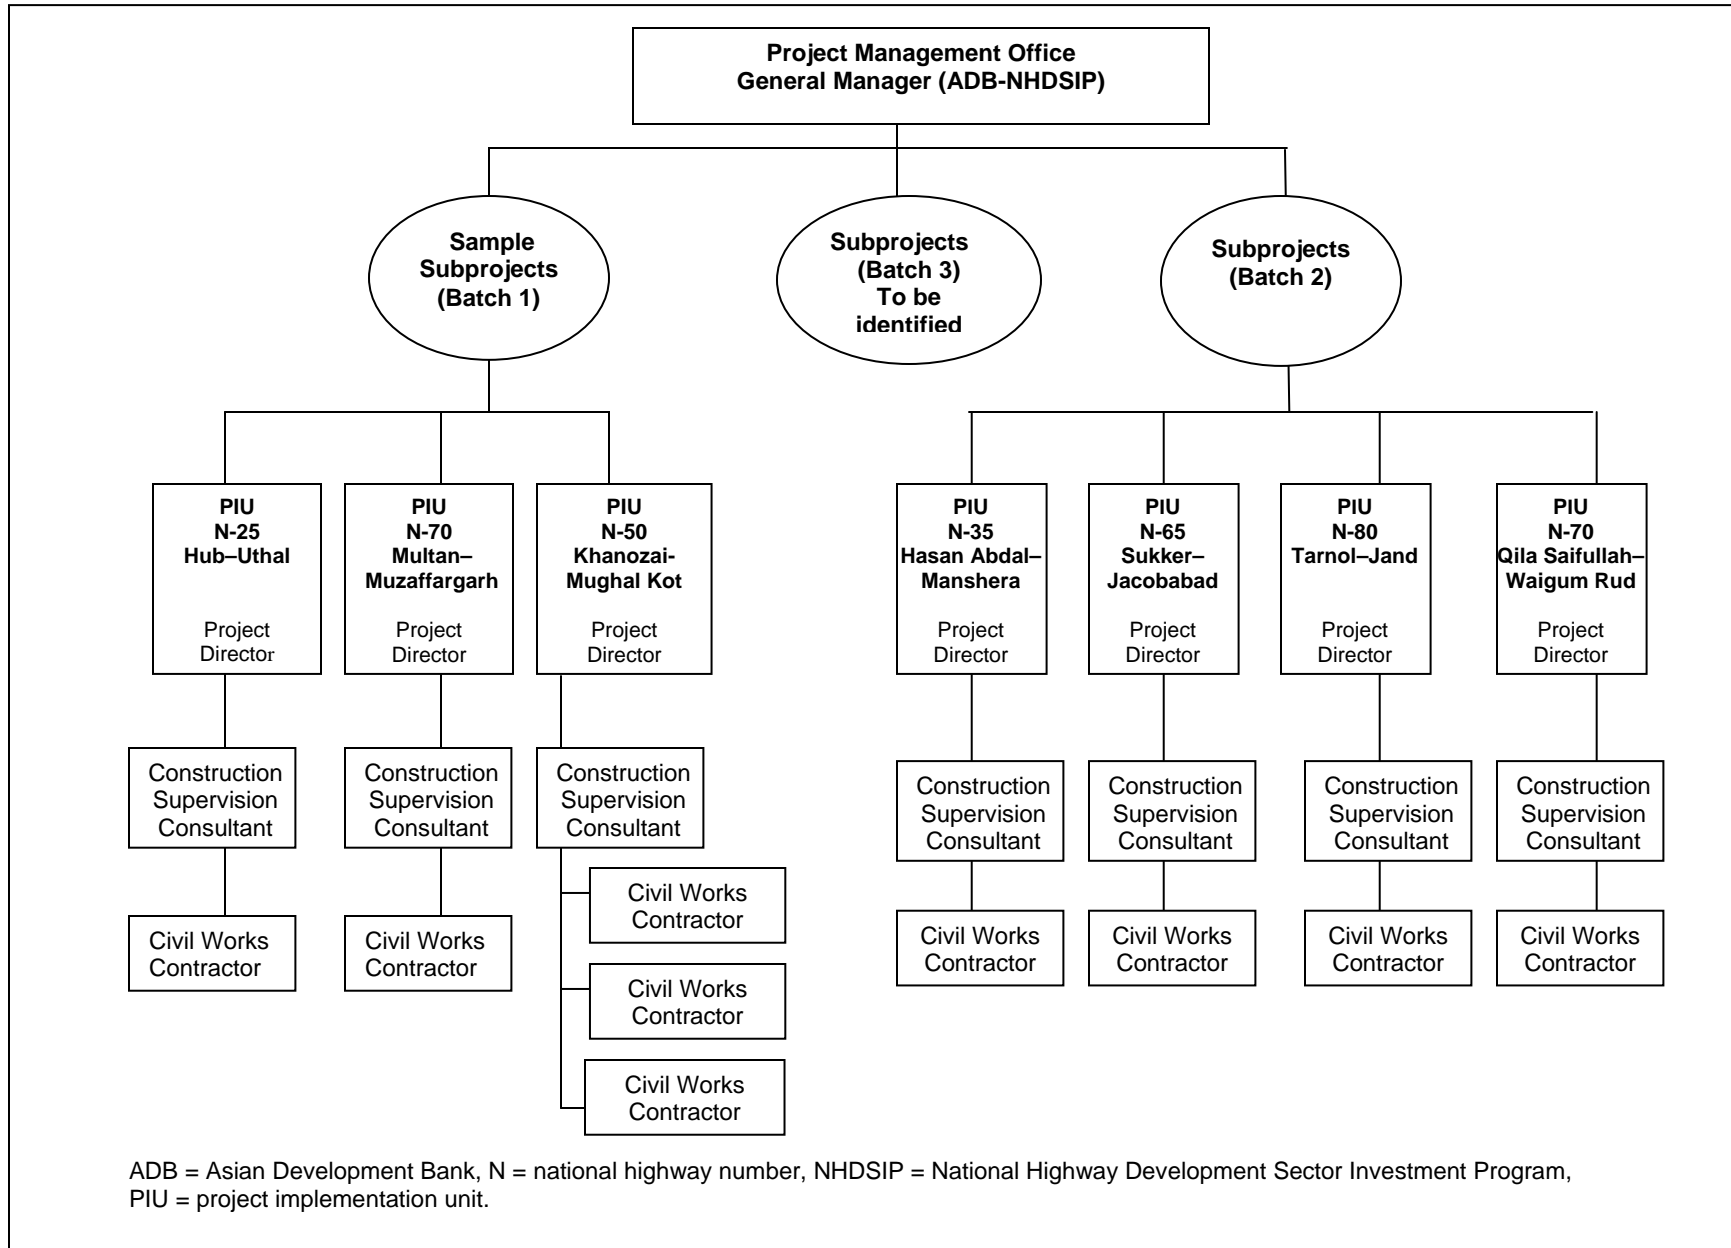 Project Management Office
General Manager (ADB-NHDSIP)
Sample
Subprojects
(Batch 1)
Subprojects
(Batch 3)
To be
identified
Subprojects
(Batch 2)
PIU
N-25
Hub–Uthal
Project
Director
PIU
N-70
Multan–
Muzaffargarh
Project
Director
PIU
N-50
Khanozai-
Mughal Kot
Project
Director
PIU
N-35
Hasan Abdal–
Manshera
Project
Director
PIU
N-65
Sukker–
Jacobabad
Project
Director
PIU
N-80
Tarnol–Jand
Project
Director
PIU
N-70
Qila Saifullah–
Waigum Rud
Project
Director
Construction
Supervision
Consultant
Construction
Supervision
Consultant
Construction
Supervision
Consultant
Construction
Supervision
Consultant
Construction
Supervision
Consultant
Construction
Supervision
Consultant
Construction
Supervision
Consultant
Civil Works
Contractor
Civil Works
Contractor
Civil Works
Contractor
Civil Works
Contractor
Civil Works
Contractor
Civil Works
Contractor
Civil Works
Contractor
Civil Works
Contractor
Civil Works
Contractor
ADB = Asian Development Bank, N = national highway number, NHDSIP = National Highway Development Sector Investment Program,
PIU = project implementation unit.